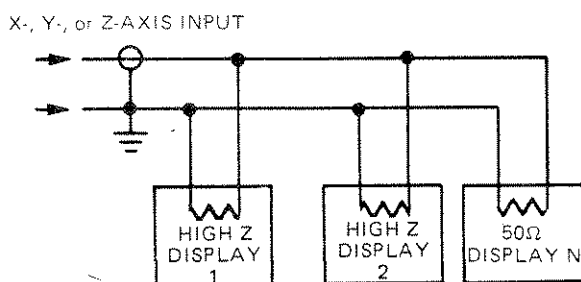 X-, Y-, or Z-AXIS INPUT
HIGH Z
DISPLAY
1
HIGH Z
DISPLAY
2
50Ω
DISPLAY N